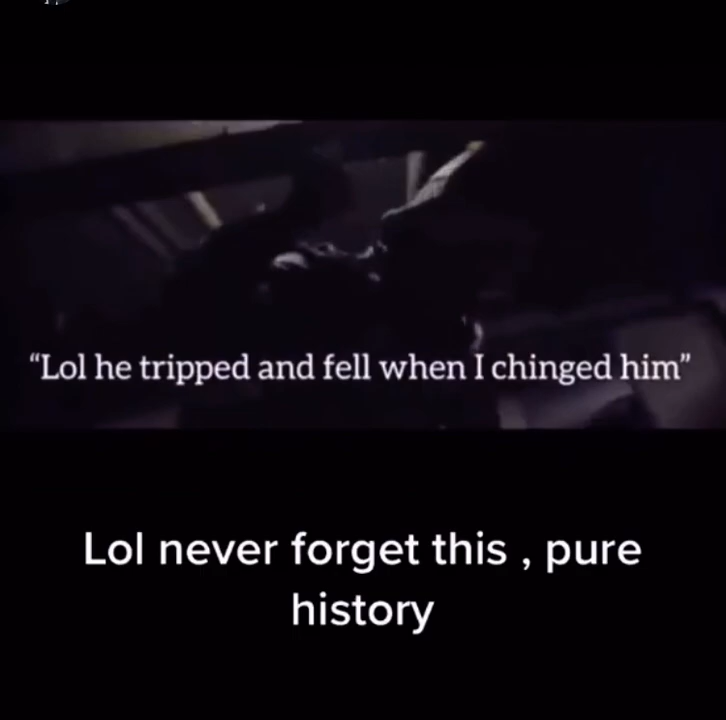 “Lol he tripped and fell when I chinged him”
Lol never forget this , pure
history